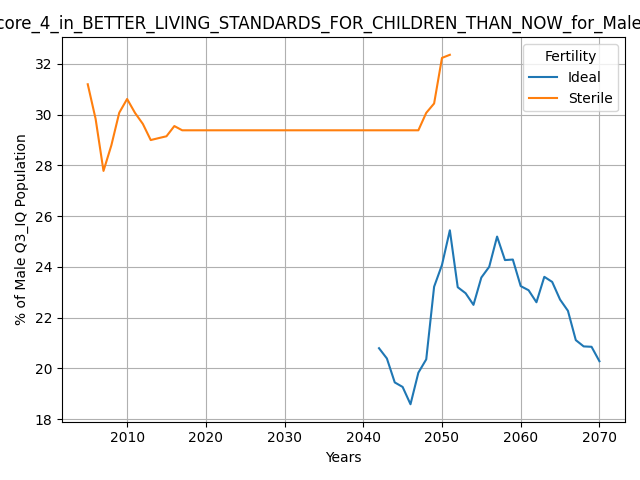 core_4_in_BETTER_LIVING_STANDARDS_FOR_CHILDREN_THAN_NOW_for_Male
Fertility
Ideal
Sterile
% of Male Q3_IQ Population
32
30
28
26
24
22
20
18
2010 2020 2030 2040 2050 2060 2070
Years